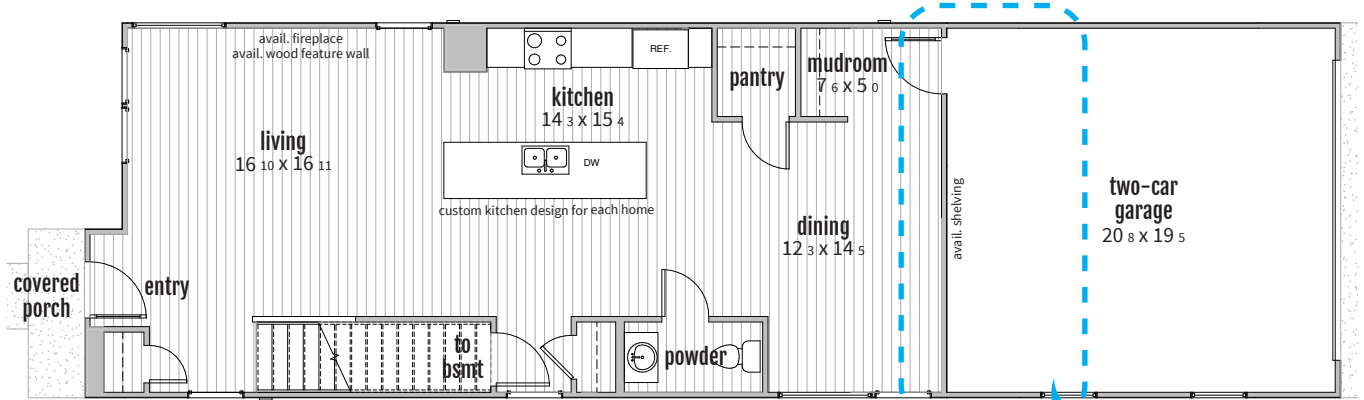 avail. fireplace
avail. wood feature wall
REF.
pantry
mudroom
7 6 x 5 0
kitchen
14 3 x 15 4
living
16 10 x 16 11
DW
custom kitchen design for each home
avail. shelving
two-car
garage
20 8 x 19 5
dining
12 3 x 14 5
covered
porch
entry
to
bsmt
powder